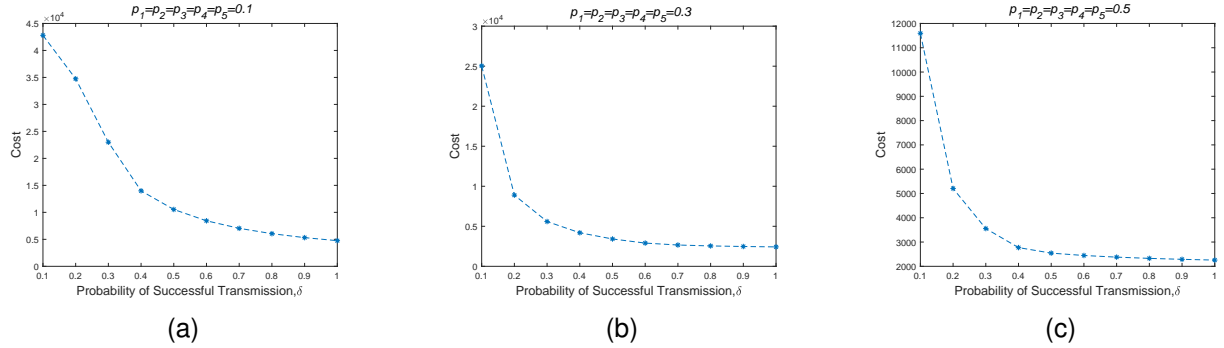 p₁=p₂=p₃=p₄=p₅=0.1
×10⁴
4.5
4
3.5
3
2.5
2
1.5
1
0.5
0
Cost
0.1 0.2 0.3 0.4 0.5 0.6 0.7 0.8 0.9 1
Probability of Successful Transmission,δ
(a)
p₁=p₂=p₃=p₄=p₅=0.3
×10⁴
3
2.5
2
1.5
1
0.5
0
Cost
0.1 0.2 0.3 0.4 0.5 0.6 0.7 0.8 0.9 1
Probability of Successful Transmission,δ
(b)
p₁=p₂=p₃=p₄=p₅=0.5
12000
11000
10000
9000
8000
7000
6000
5000
4000
3000
2000
Cost
0.1 0.2 0.3 0.4 0.5 0.6 0.7 0.8 0.9 1
Probability of Successful Transmission,δ
(c)